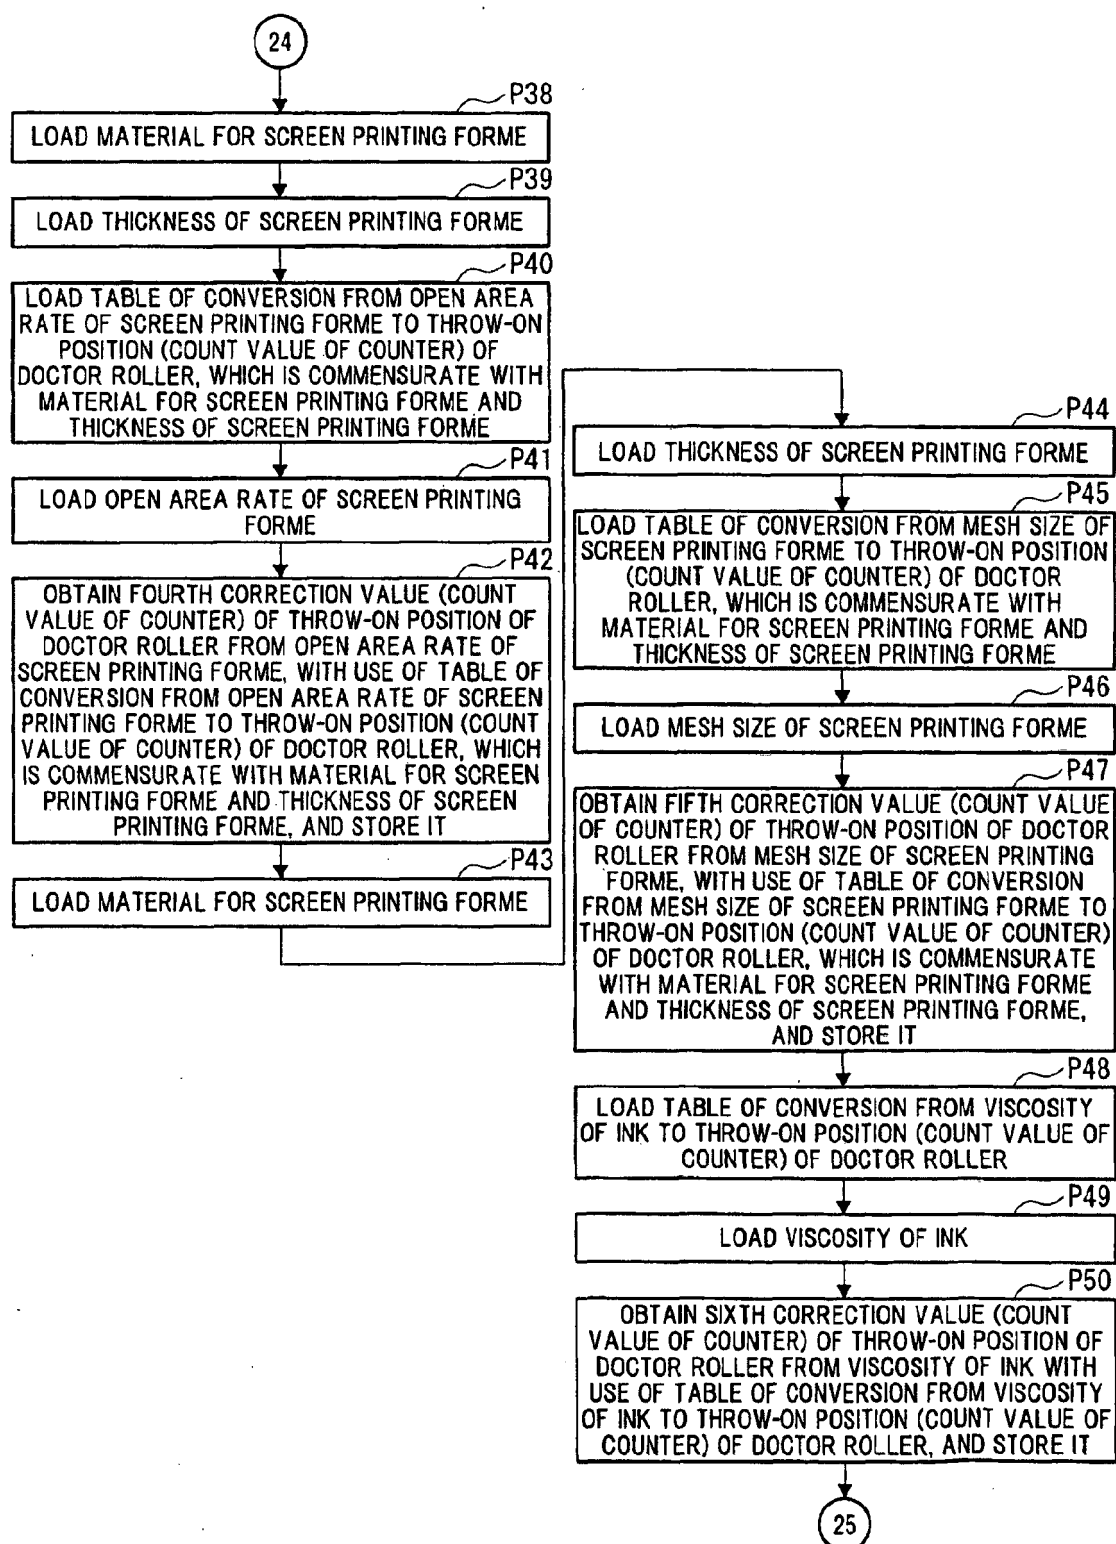 24
P38
LOAD MATERIAL FOR SCREEN PRINTING FORME
P39
LOAD THICKNESS OF SCREEN PRINTING FORME
P40
LOAD TABLE OF CONVERSION FROM OPEN AREA
RATE OF SCREEN PRINTING FORME TO THROW-ON
POSITION (COUNT VALUE OF COUNTER) OF
DOCTOR ROLLER, WHICH IS COMMENSURATE WITH
MATERIAL FOR SCREEN PRINTING FORME AND
THICKNESS OF SCREEN PRINTING FORME
P41
LOAD OPEN AREA RATE OF SCREEN PRINTING
FORME
P42
OBTAIN FOURTH CORRECTION VALUE (COUNT
VALUE OF COUNTER) OF THROW-ON POSITION OF
DOCTOR ROLLER FROM OPEN AREA RATE OF
SCREEN PRINTING FORME, WITH USE OF TABLE OF
CONVERSION FROM OPEN AREA RATE OF SCREEN
PRINTING FORME TO THROW-ON POSITION (COUNT
VALUE OF COUNTER) OF DOCTOR ROLLER, WHICH
IS COMMENSURATE WITH MATERIAL FOR SCREEN
PRINTING FORME AND THICKNESS OF SCREEN
PRINTING FORME, AND STORE IT
P43
LOAD MATERIAL FOR SCREEN PRINTING FORME
P44
LOAD THICKNESS OF SCREEN PRINTING FORME
P45
LOAD TABLE OF CONVERSION FROM MESH SIZE OF
SCREEN PRINTING FORME TO THROW-ON POSITION
(COUNT VALUE OF COUNTER) OF DOCTOR
ROLLER, WHICH IS COMMENSURATE WITH
MATERIAL FOR SCREEN PRINTING FORME AND
THICKNESS OF SCREEN PRINTING FORME
P46
LOAD MESH SIZE OF SCREEN PRINTING FORME
P47
OBTAIN FIFTH CORRECTION VALUE (COUNT VALUE
OF COUNTER) OF THROW-ON POSITION OF DOCTOR
ROLLER FROM MESH SIZE OF SCREEN PRINTING
FORME, WITH USE OF TABLE OF CONVERSION
FROM MESH SIZE OF SCREEN PRINTING FORME TO
THROW-ON POSITION (COUNT VALUE OF COUNTER)
OF DOCTOR ROLLER, WHICH IS COMMENSURATE
WITH MATERIAL FOR SCREEN PRINTING FORME
AND THICKNESS OF SCREEN PRINTING FORME,
AND STORE IT
P48
LOAD TABLE OF CONVERSION FROM VISCOSITY
OF INK TO THROW-ON POSITION (COUNT VALUE OF
COUNTER) OF DOCTOR ROLLER
P49
LOAD VISCOSITY OF INK
P50
OBTAIN SIXTH CORRECTION VALUE (COUNT
VALUE OF COUNTER) OF THROW-ON POSITION OF
DOCTOR ROLLER FROM VISCOSITY OF INK WITH
USE OF TABLE OF CONVERSION FROM VISCOSITY
OF INK TO THROW-ON POSITION (COUNT VALUE OF
COUNTER) OF DOCTOR ROLLER, AND STORE IT
25